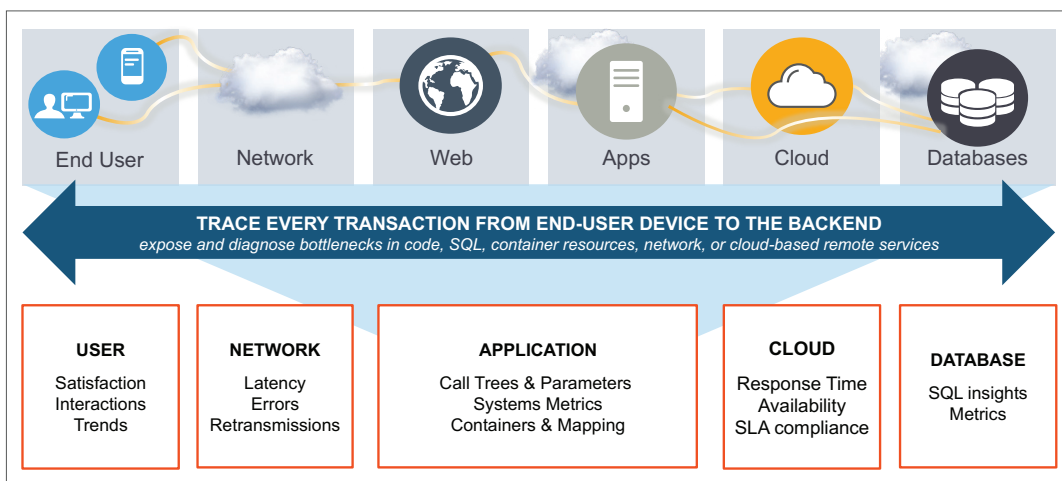 End User
Network
Web
Apps
Cloud
Databases
TRACE EVERY TRANSACTION FROM END-USER DEVICE TO THE BACKEND
expose and diagnose bottlenecks in code, SQL, container resources, network, or cloud-based remote services
USER
Satisfaction
Interactions
Trends
NETWORK
Latency
Errors
Retransmissions
APPLICATION
Call Trees & Parameters
Systems Metrics
Containers & Mapping
CLOUD
Response Time
Availability
SLA compliance
DATABASE
SQL insights
Metrics